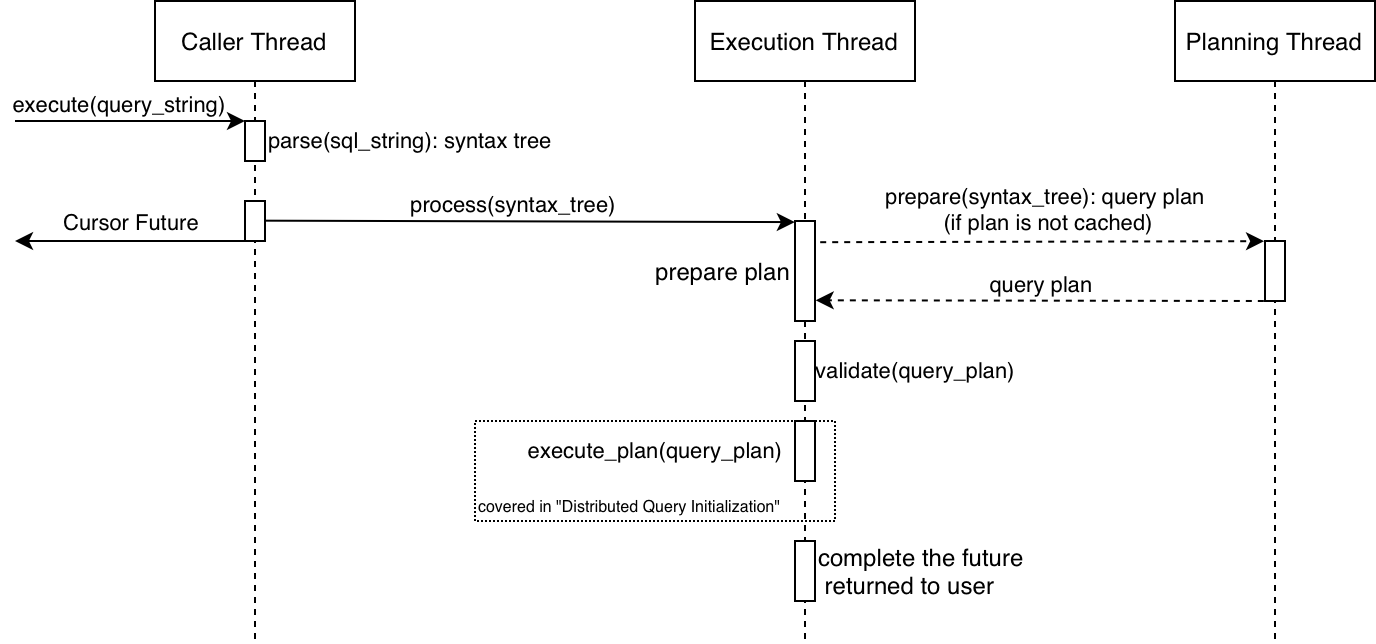 Caller Thread
Execution Thread
Planning Thread
execute(query_string)
parse(sql_string): syntax tree
Cursor Future
process(syntax_tree)
prepare(syntax_tree): query plan
(if plan is not cached)
prepare plan
query plan
validate(query_plan)
execute_plan(query_plan)
covered in "Distributed Query Initialization"
complete the future
returned to user